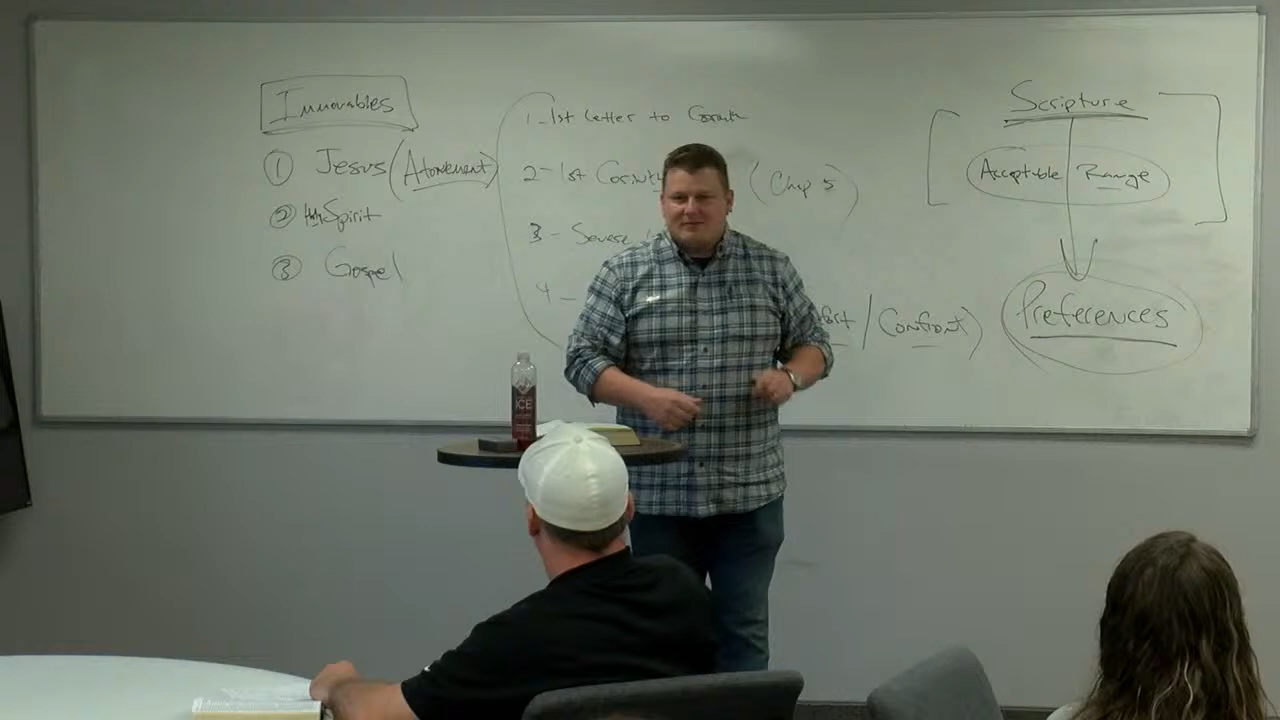 Immovables
① Jesus (Atonement)
② Holy Spirit
③ Gospel
1 - 1st Letter to Corinth
2 - 1st Corinth (Chap 5)
3 - Severe
4 -
/ Confront)
Scripture
Acceptable Range
Preferences
ICE